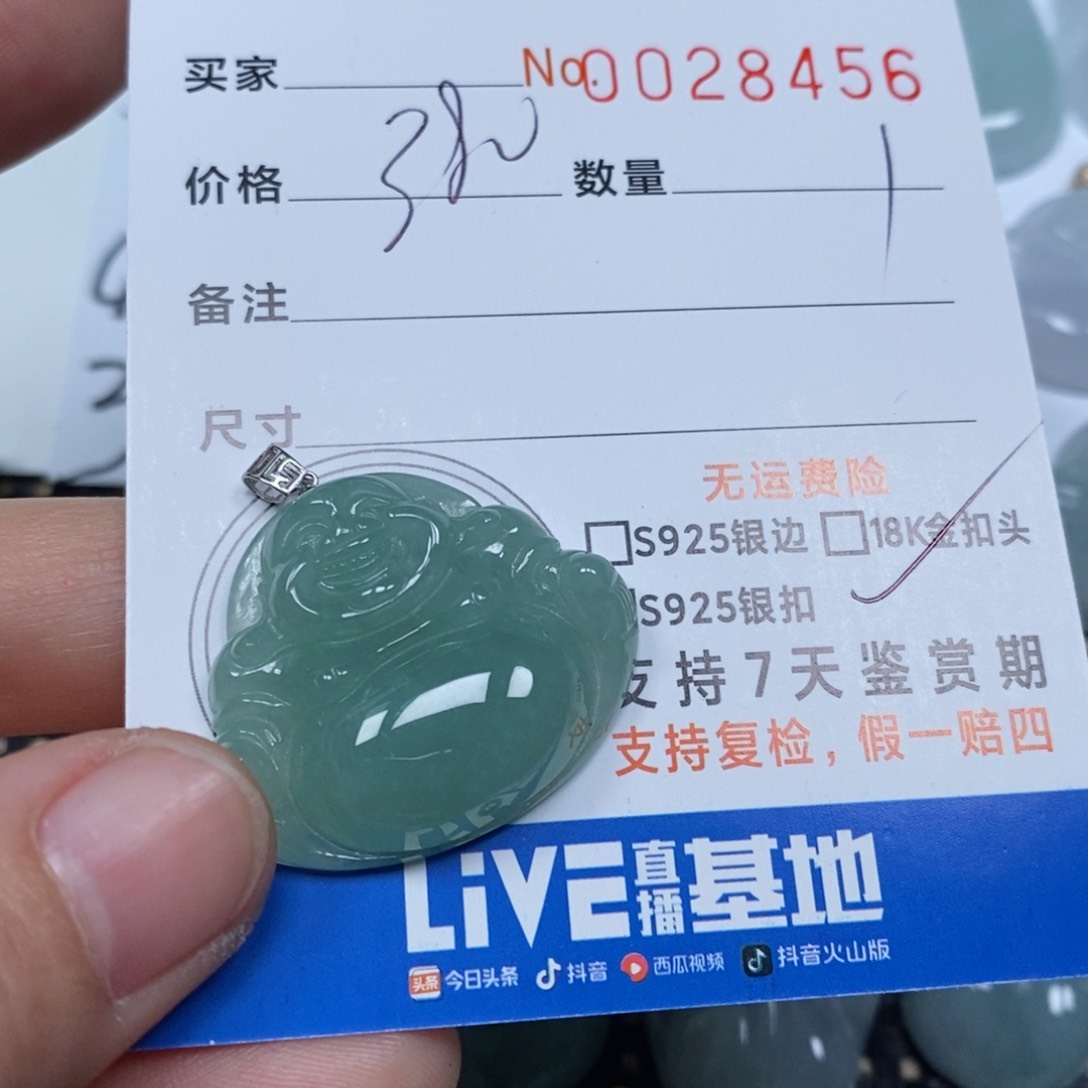 买家 No.0028456
价格 数量 1
备注
尺寸
无运费险
S925银边 18K金扣头
S925银扣
支持7天鉴赏期
支持复检，假一赔四
LiVE直播基地
头条 今日头条 抖音 西瓜视频 抖音火山版